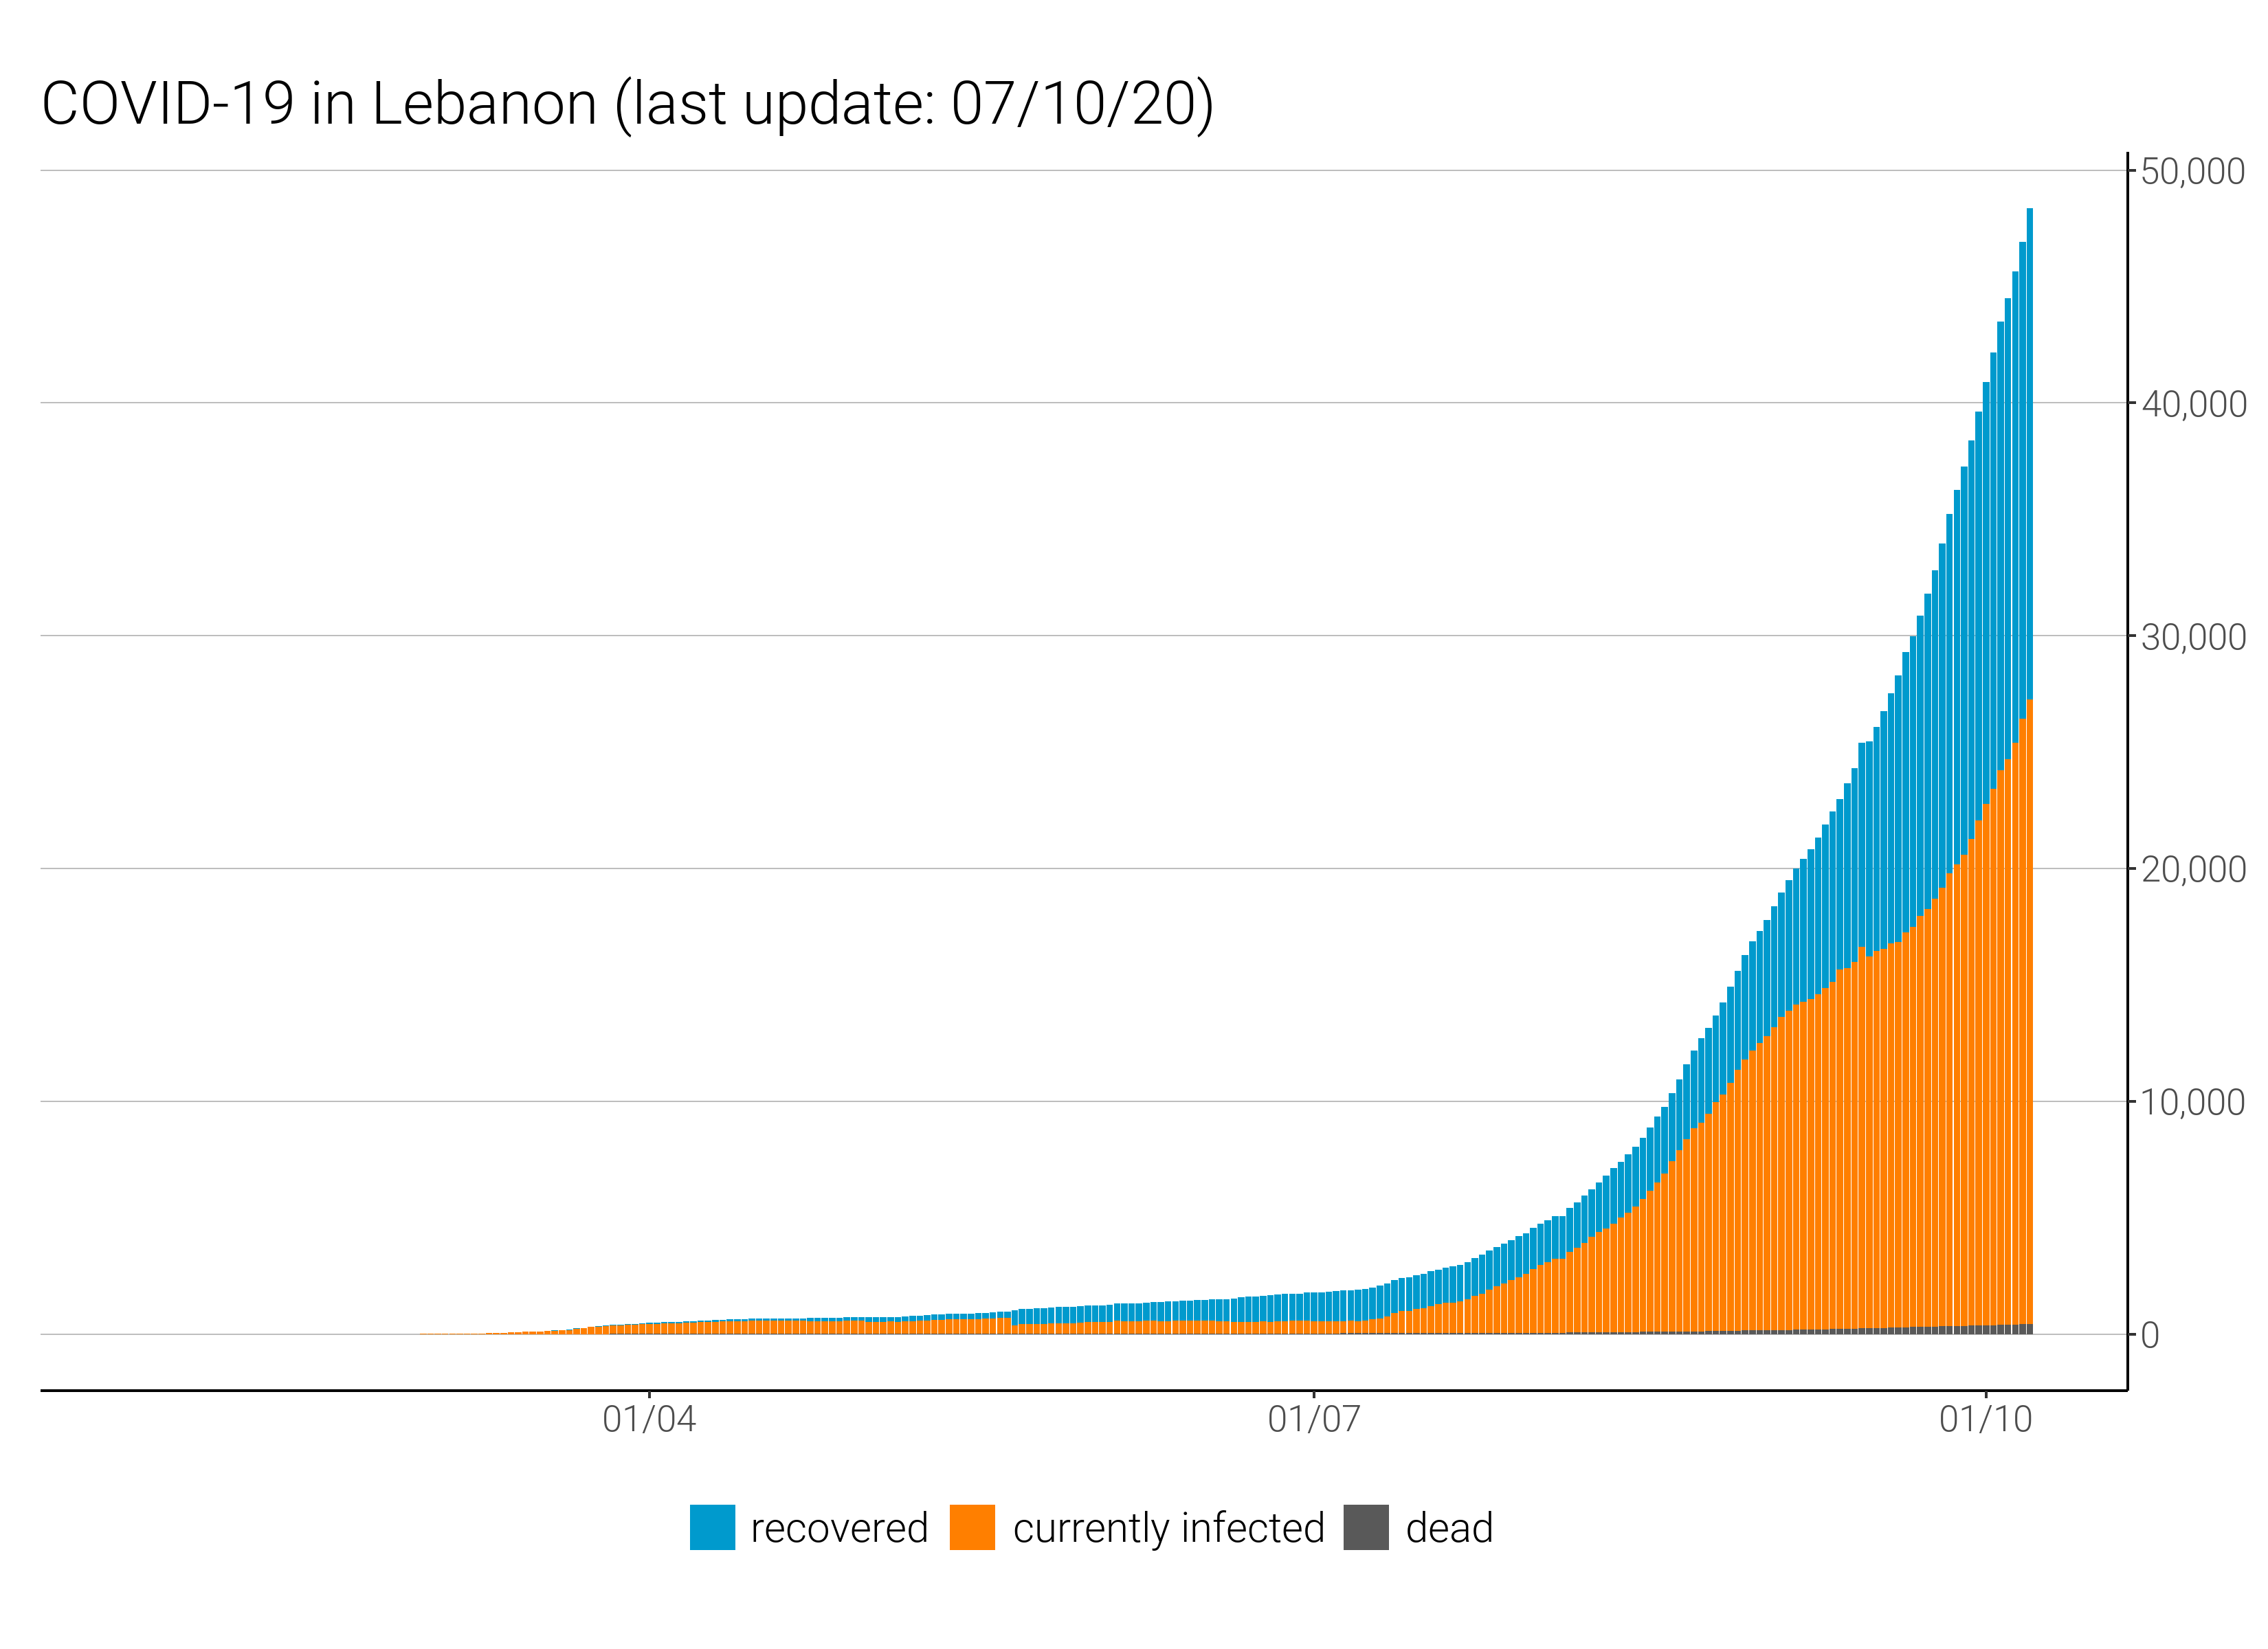 COVID-19 in Lebanon (last update: 07/10/20)
50,000
40,000
30,000
20,000
10,000
0
01/04 01/07 01/10
recovered currently infected dead